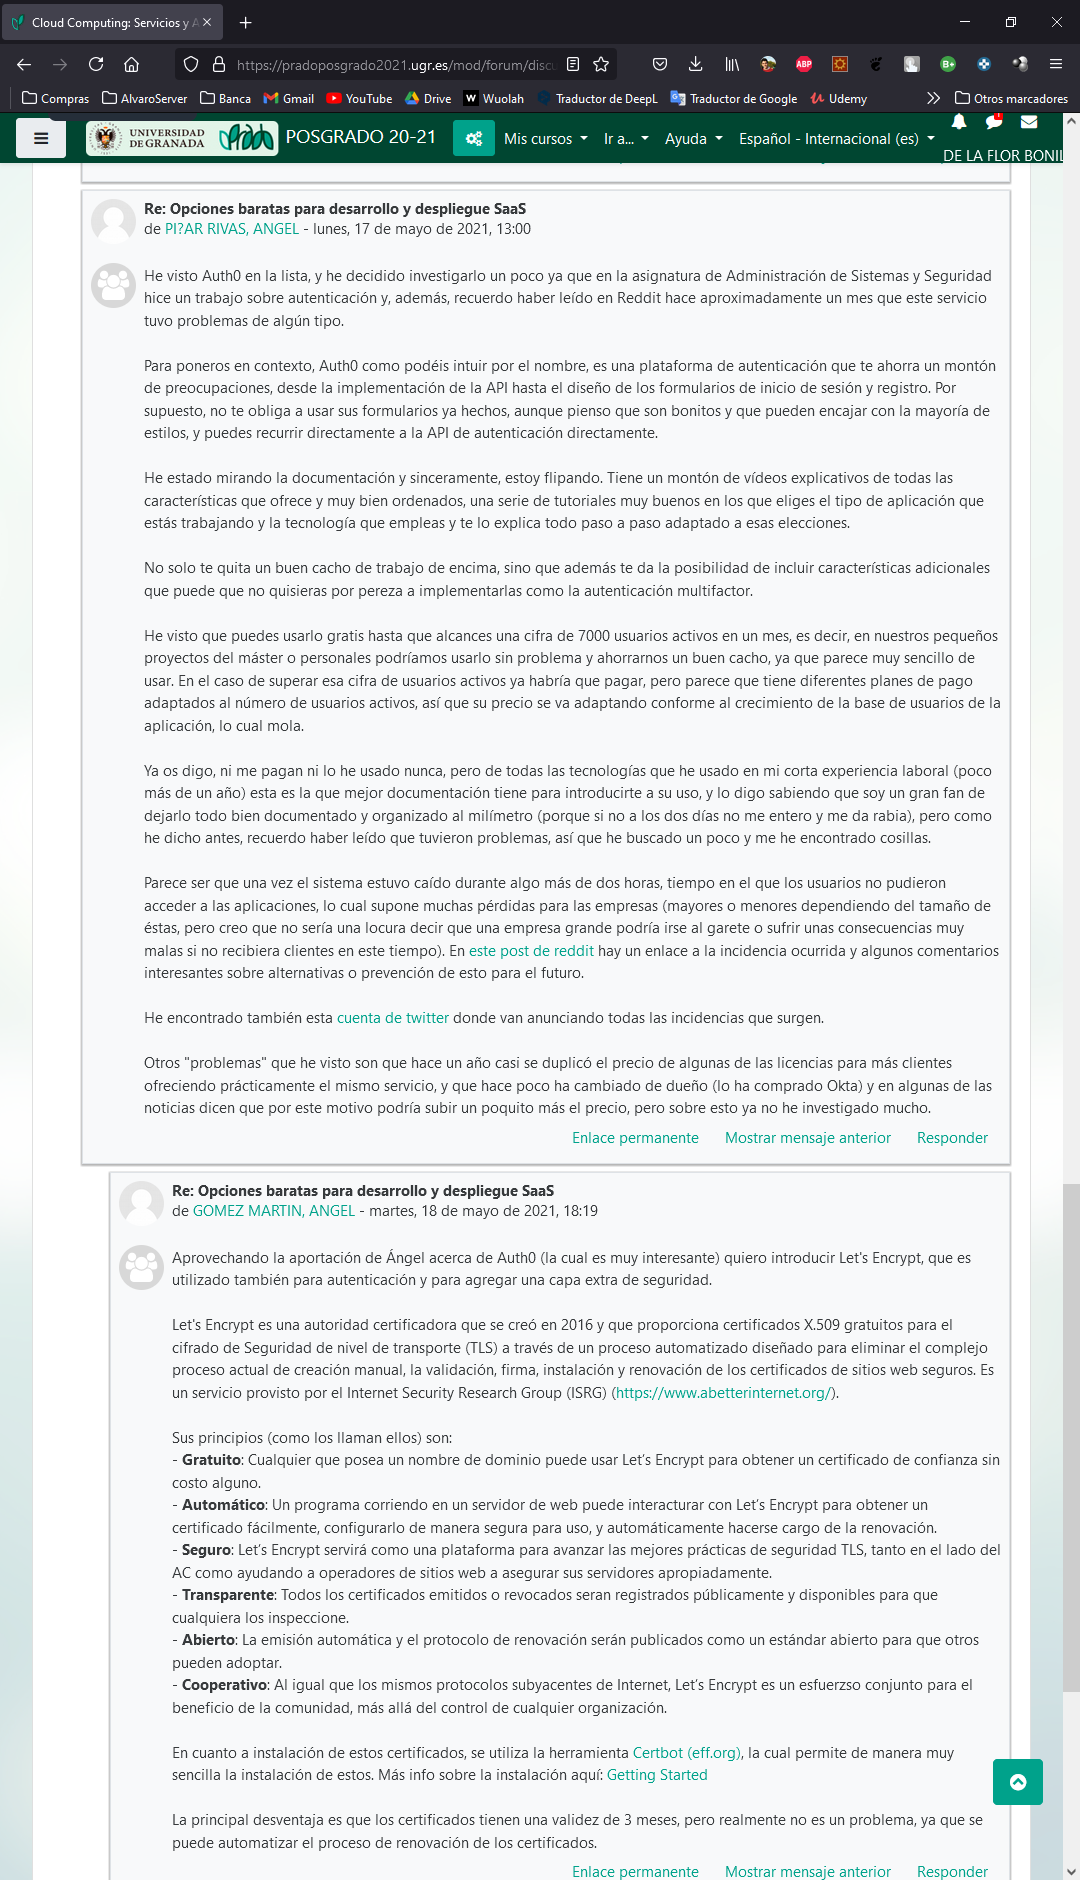 Cloud Computing: Servicios y A
https://pradoposgrado2021.ugr.es/mod/forum/discu
ABP
Compras AlvaroServer Banca Gmail YouTube Drive Wuolah Traductor de DeepL Traductor de Google Udemy Otros marcadores
UNIVERSIDAD DE GRANADA POSGRADO 20-21 Mis cursos Ir a... Ayuda Español - Internacional (es)
DE LA FLOR BONIL
Re: Opciones baratas para desarrollo y despliegue SaaS
de PI?AR RIVAS, ANGEL - lunes, 17 de mayo de 2021, 13:00
He visto Auth0 en la lista, y he decidido investigarlo un poco ya que en la asignatura de Administración de Sistemas y Seguridad
hice un trabajo sobre autenticación y, además, recuerdo haber leído en Reddit hace aproximadamente un mes que este servicio
tuvo problemas de algún tipo.
Para poneros en contexto, Auth0 como podéis intuir por el nombre, es una plataforma de autenticación que te ahorra un montón
de preocupaciones, desde la implementación de la API hasta el diseño de los formularios de inicio de sesión y registro. Por
supuesto, no te obliga a usar sus formularios ya hechos, aunque pienso que son bonitos y que pueden encajar con la mayoría de
estilos, y puedes recurrir directamente a la API de autenticación directamente.
He estado mirando la documentación y sinceramente, estoy flipando. Tiene un montón de vídeos explicativos de todas las
características que ofrece y muy bien ordenados, una serie de tutoriales muy buenos en los que eliges el tipo de aplicación que
estás trabajando y la tecnología que empleas y te lo explica todo paso a paso adaptado a esas elecciones.
No solo te quita un buen cacho de trabajo de encima, sino que además te da la posibilidad de incluir características adicionales
que puede que no quisieras por pereza a implementarlas como la autenticación multifactor.
He visto que puedes usarlo gratis hasta que alcances una cifra de 7000 usuarios activos en un mes, es decir, en nuestros pequeños
proyectos del máster o personales podríamos usarlo sin problema y ahorrarnos un buen cacho, ya que parece muy sencillo de
usar. En el caso de superar esa cifra de usuarios activos ya habría que pagar, pero parece que tiene diferentes planes de pago
adaptados al número de usuarios activos, así que su precio se va adaptando conforme al crecimiento de la base de usuarios de la
aplicación, lo cual mola.
Ya os digo, ni me pagan ni lo he usado nunca, pero de todas las tecnologías que he usado en mi corta experiencia laboral (poco
más de un año) esta es la que mejor documentación tiene para introducirte a su uso, y lo digo sabiendo que soy un gran fan de
dejarlo todo bien documentado y organizado al milímetro (porque si no a los dos días no me entero y me da rabia), pero como
he dicho antes, recuerdo haber leído que tuvieron problemas, así que he buscado un poco y me he encontrado cosillas.
Parece ser que una vez el sistema estuvo caído durante algo más de dos horas, tiempo en el que los usuarios no pudieron
acceder a las aplicaciones, lo cual supone muchas pérdidas para las empresas (mayores o menores dependiendo del tamaño de
éstas, pero creo que no sería una locura decir que una empresa grande podría irse al garete o sufrir unas consecuencias muy
malas si no recibiera clientes en este tiempo). En este post de reddit hay un enlace a la incidencia ocurrida y algunos comentarios
interesantes sobre alternativas o prevención de esto para el futuro.
He encontrado también esta cuenta de twitter donde van anunciando todas las incidencias que surgen.
Otros "problemas" que he visto son que hace un año casi se duplicó el precio de algunas de las licencias para más clientes
ofreciendo prácticamente el mismo servicio, y que hace poco ha cambiado de dueño (lo ha comprado Okta) y en algunas de las
noticias dicen que por este motivo podría subir un poquito más el precio, pero sobre esto ya no he investigado mucho.
Enlace permanente Mostrar mensaje anterior Responder
Re: Opciones baratas para desarrollo y despliegue SaaS
de GOMEZ MARTIN, ANGEL - martes, 18 de mayo de 2021, 18:19
Aprovechando la aportación de Ángel acerca de Auth0 (la cual es muy interesante) quiero introducir Let's Encrypt, que es
utilizado también para autenticación y para agregar una capa extra de seguridad.
Let's Encrypt es una autoridad certificadora que se creó en 2016 y que proporciona certificados X.509 gratuitos para el
cifrado de Seguridad de nivel de transporte (TLS) a través de un proceso automatizado diseñado para eliminar el complejo
proceso actual de creación manual, la validación, firma, instalación y renovación de los certificados de sitios web seguros. Es
un servicio provisto por el Internet Security Research Group (ISRG) (https://www.abetterinternet.org/).
Sus principios (como los llaman ellos) son:
- Gratuito: Cualquier que posea un nombre de dominio puede usar Let's Encrypt para obtener un certificado de confianza sin
costo alguno.
- Automático: Un programa corriendo en un servidor de web puede interacturar con Let's Encrypt para obtener un
certificado fácilmente, configurarlo de manera segura para uso, y automáticamente hacerse cargo de la renovación.
- Seguro: Let's Encrypt servirá como una plataforma para avanzar las mejores prácticas de seguridad TLS, tanto en el lado del
AC como ayudando a operadores de sitios web a asegurar sus servidores apropiadamente.
- Transparente: Todos los certificados emitidos o revocados seran registrados públicamente y disponibles para que
cualquiera los inspeccione.
- Abierto: La emisión automática y el protocolo de renovación serán publicados como un estándar abierto para que otros
pueden adoptar.
- Cooperativo: Al igual que los mismos protocolos subyacentes de Internet, Let's Encrypt es un esfuerzso conjunto para el
beneficio de la comunidad, más allá del control de cualquier organización.
En cuanto a instalación de estos certificados, se utiliza la herramienta Certbot (eff.org), la cual permite de manera muy
sencilla la instalación de estos. Más info sobre la instalación aquí: Getting Started
La principal desventaja es que los certificados tienen una validez de 3 meses, pero realmente no es un problema, ya que se
puede automatizar el proceso de renovación de los certificados.
Enlace permanente Mostrar mensaje anterior Responder